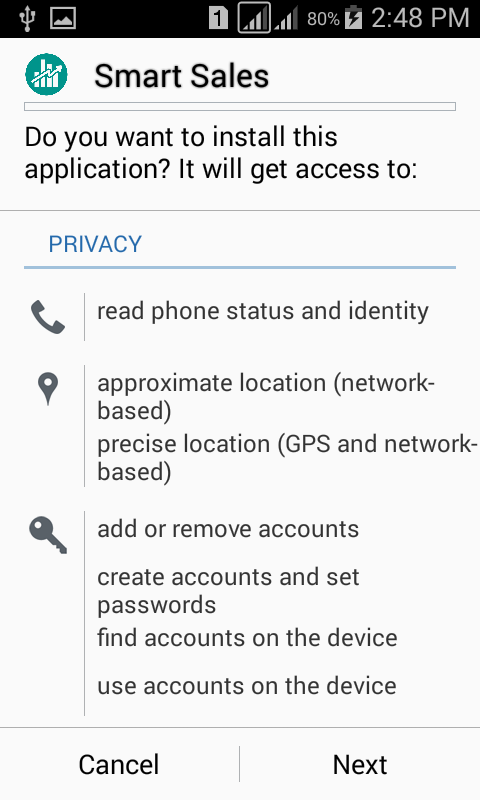 1 80% 2:48 PM
Smart Sales
Do you want to install this
application? It will get access to:
PRIVACY
read phone status and identity
approximate location (network-
based)
precise location (GPS and network-
based)
add or remove accounts
create accounts and set
passwords
find accounts on the device
use accounts on the device
Cancel Next